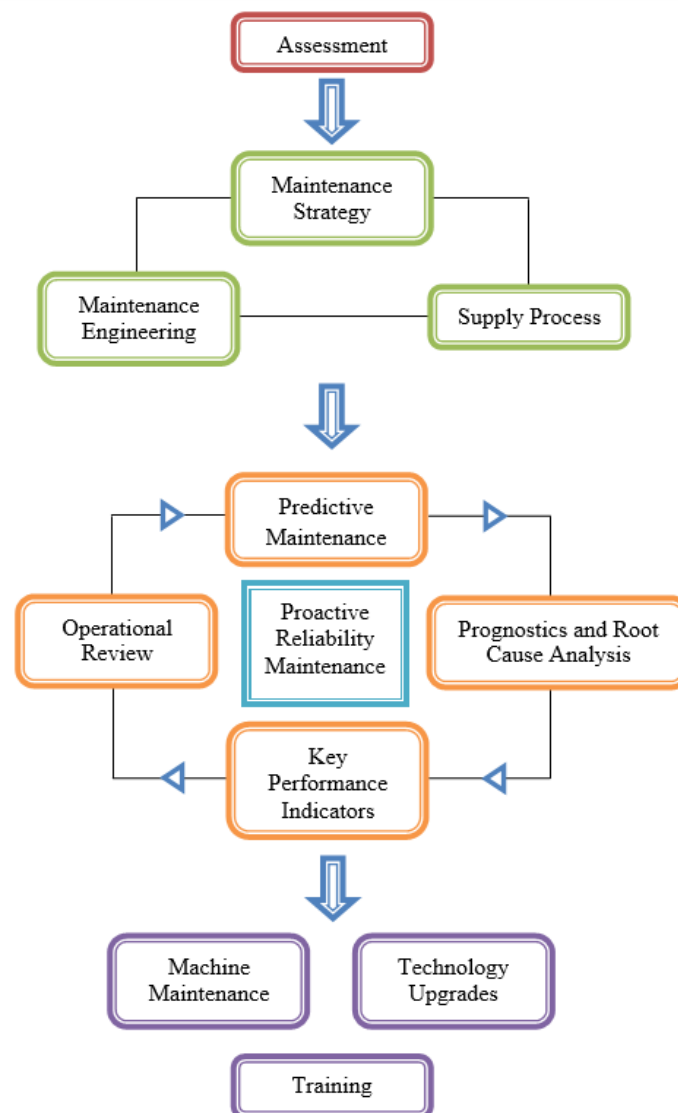 Assessment
Maintenance
Strategy
Maintenance
Engineering
Supply Process
Predictive
Maintenance
Operational
Review
Proactive
Reliability
Maintenance
Prognostics and Root
Cause Analysis
Key
Performance
Indicators
Machine
Maintenance
Technology
Upgrades
Training